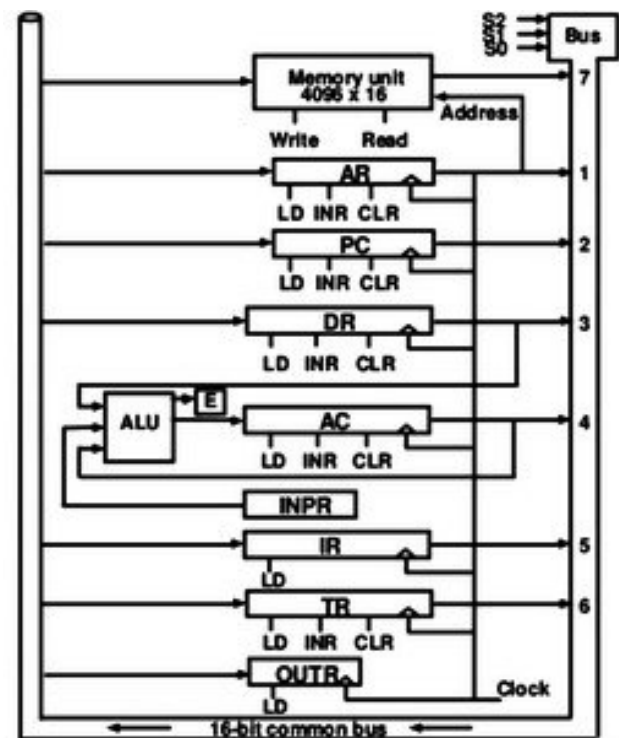 S2
S1
S0
Bus
Memory unit
4096 x 16
7
Address
Write Read
AR
1
LD INR CLR
PC
2
LD INR CLR
DR
3
LD INR CLR
E
ALU
AC
4
LD INR CLR
INPR
IR
5
LD
TR
6
LD INR CLR
OUTR
Clock
LD
16-bit common bus